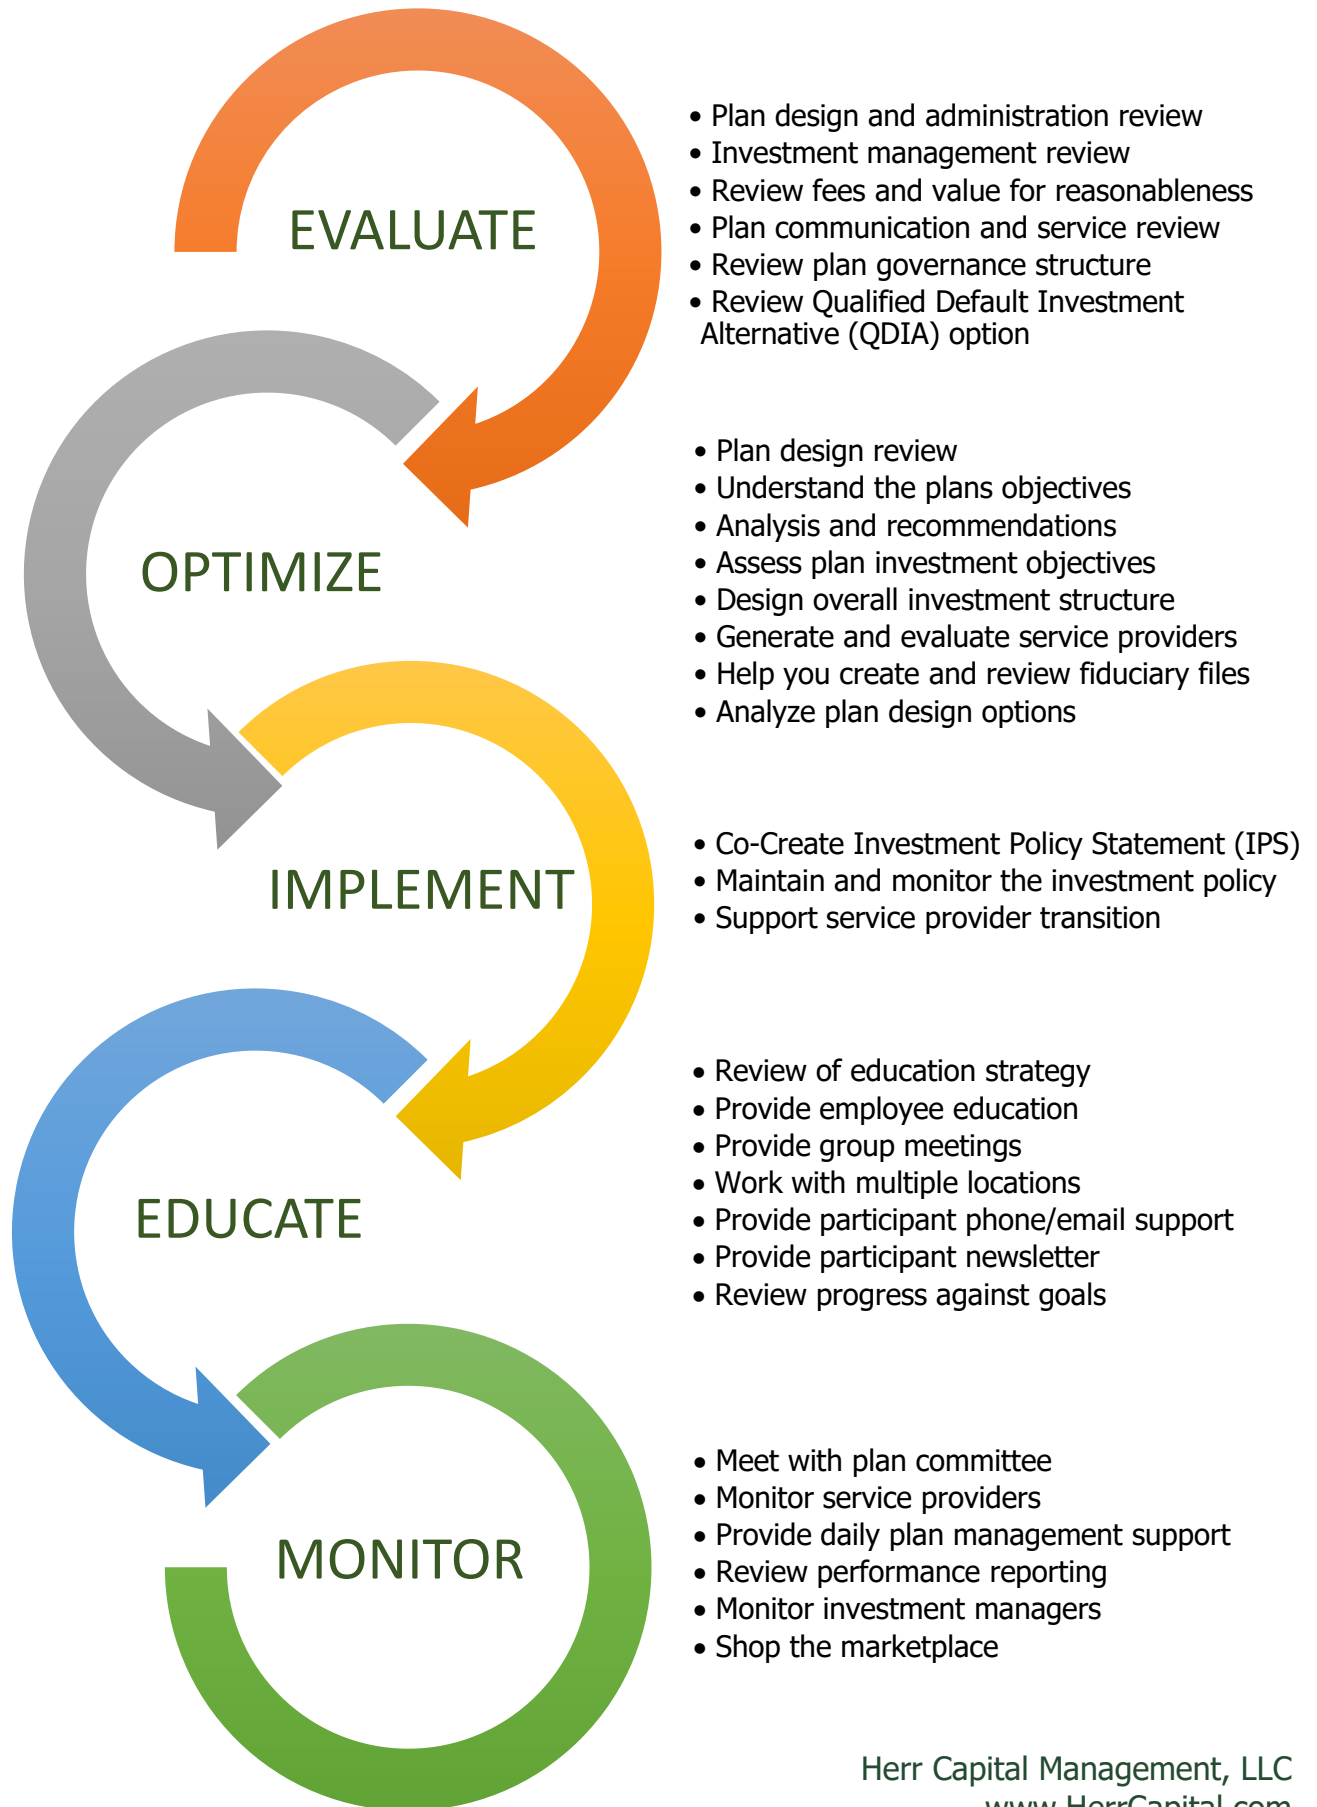 EVALUATE
• Plan design and administration review
• Investment management review
• Review fees and value for reasonableness
• Plan communication and service review
• Review plan governance structure
• Review Qualified Default Investment
Alternative (QDIA) option
OPTIMIZE
• Plan design review
• Understand the plans objectives
• Analysis and recommendations
• Assess plan investment objectives
• Design overall investment structure
• Generate and evaluate service providers
• Help you create and review fiduciary files
• Analyze plan design options
IMPLEMENT
• Co-Create Investment Policy Statement (IPS)
• Maintain and monitor the investment policy
• Support service provider transition
EDUCATE
• Review of education strategy
• Provide employee education
• Provide group meetings
• Work with multiple locations
• Provide participant phone/email support
• Provide participant newsletter
• Review progress against goals
MONITOR
• Meet with plan committee
• Monitor service providers
• Provide daily plan management support
• Review performance reporting
• Monitor investment managers
• Shop the marketplace
Herr Capital Management, LLC
www.HerrCapital.com